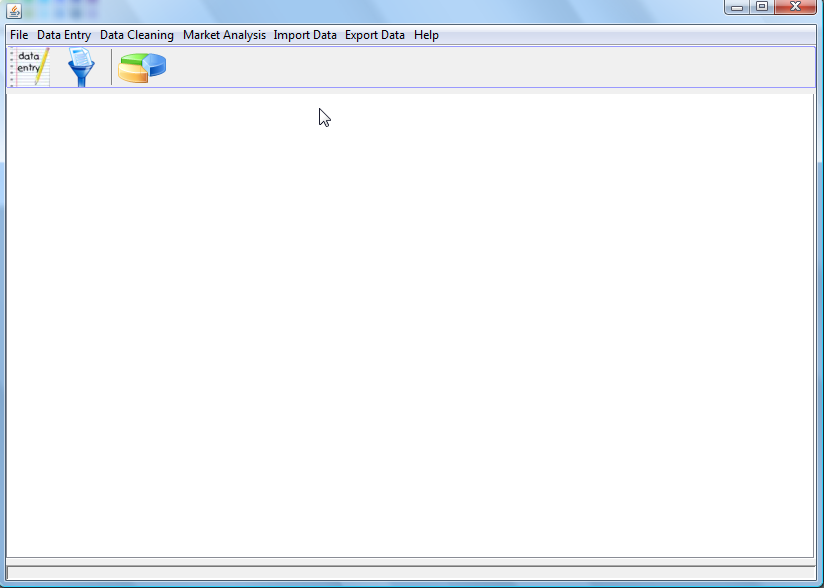 File Data Entry Data Cleaning Market Analysis Import Data Export Data Help
data
entry